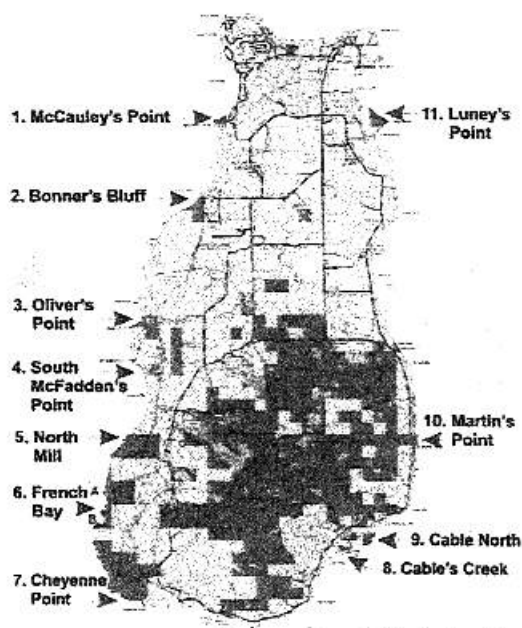 1. McCauley's Point
11. Luney's
Point
2. Bonner's Bluff
3. Oliver's
Point
4. South
McFadden's
Point
5. North
Mill
10. Martin's
Point
6. French
Bay
A
B
9. Cable North
8. Cable's Creek
7. Cheyenne
Point